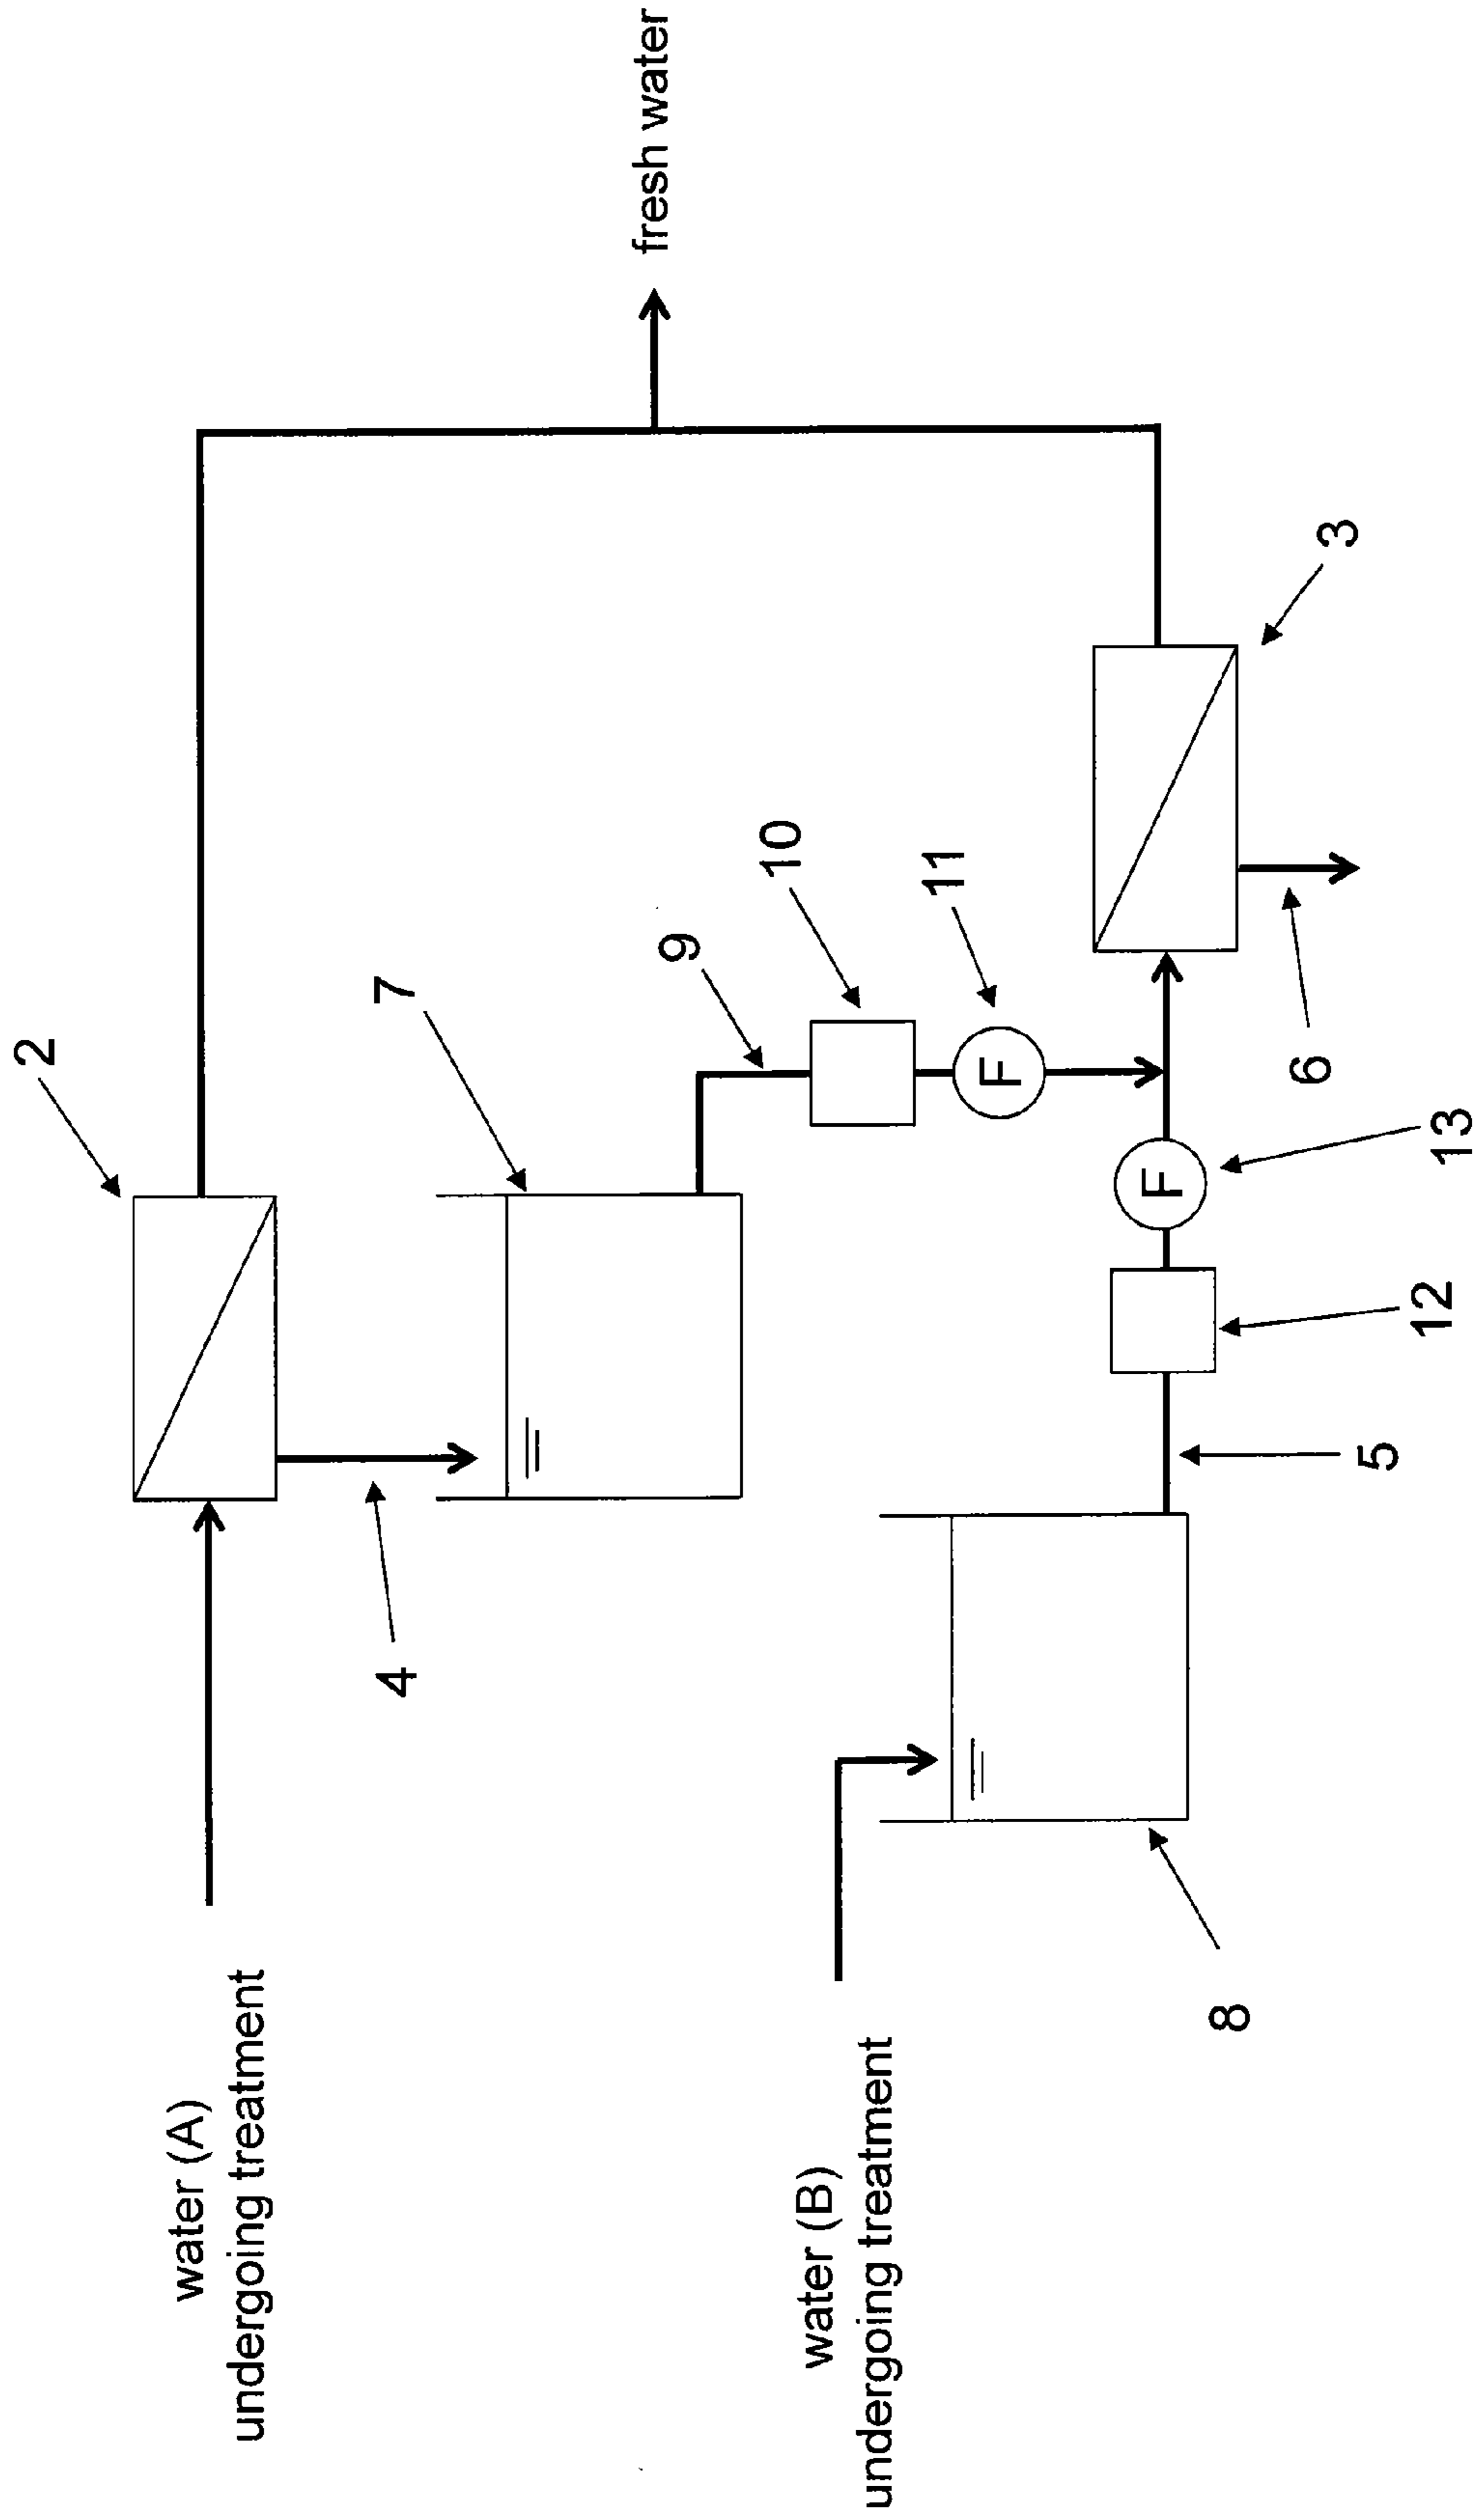 water (A)
undergoing treatment
water (B)
undergoing treatment
fresh water
2
4
7
9
10
11
8
5
12
13
6
3
F
F